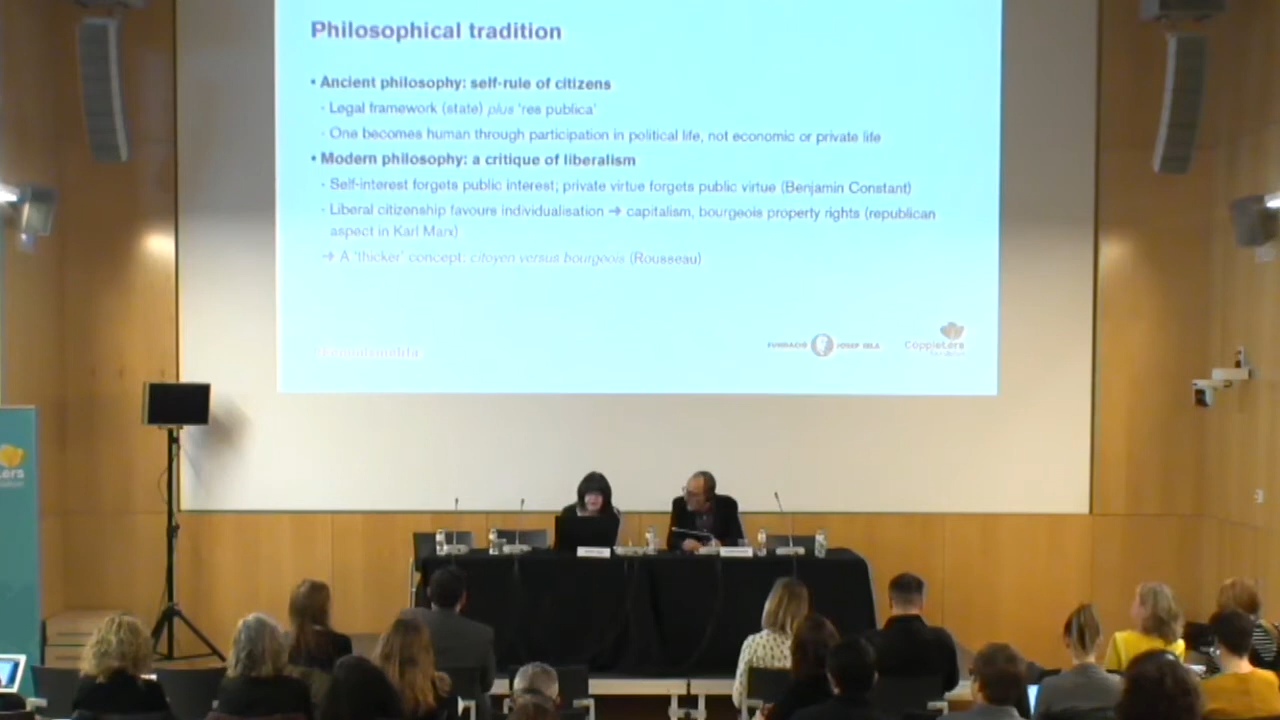 Philosophical tradition
• Ancient philosophy: self-rule of citizens
- Legal framework (state) plus 'res publica'
- One becomes human through participation in political life, not economic or private life
• Modern philosophy: a critique of liberalism
- Self-interest forgets public interest; private virtue forgets public virtue (Benjamin Constant)
- Liberal citizenship favours individualisation → capitalism, bourgeois property rights (republican
aspect in Karl Marx)
→ A 'thicker' concept: citoyen versus bourgeois (Rousseau)
FUNDACIÓ JOSEP IRLA
Coppieters